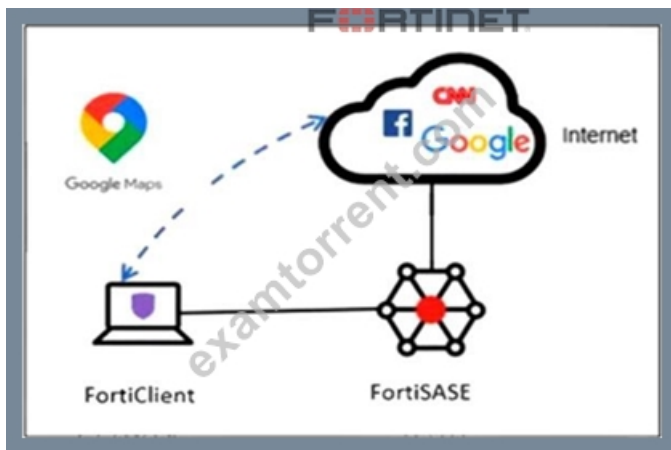 FORTINET
CNN
Google
Internet
Google Maps
examtorrent.com
FortiClient
FortiSASE